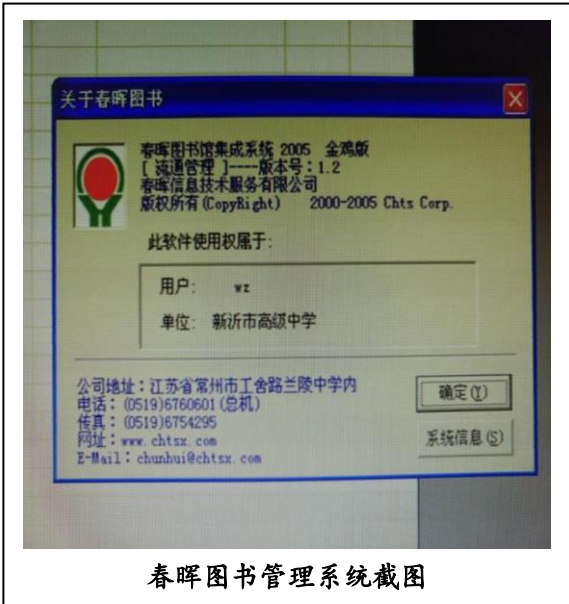 关于春晖图书
春晖图书馆集成系统 2005 金鸡版
[ 流通管理 ]----版本号:1.2
春晖信息技术服务有限公司
版权所有(CopyRight) 2000-2005 Chts Corp.
此软件使用权属于:
用户: wz
单位: 新沂市高级中学
公司地址:江苏省常州市工舍路兰陵中学内
电话: (0519)6760601(总机)
传真: (0519)6754295
网址: www.chtsx.com
E-Mail: chunhui@chtsx.com
确定(Y)
系统信息(S)
春晖图书管理系统截图